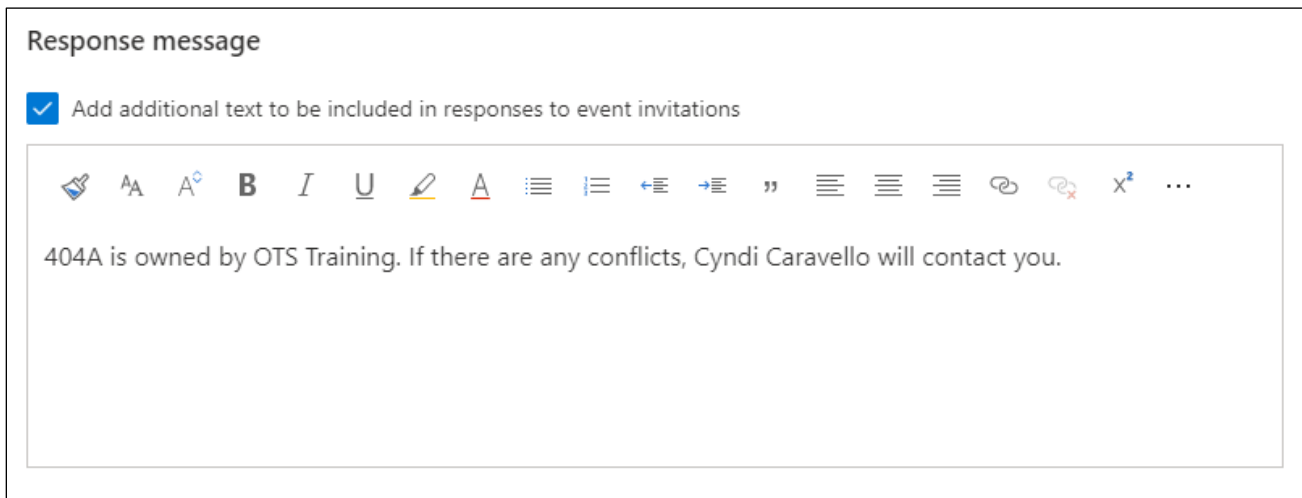 Response message
Add additional text to be included in responses to event invitations
404A is owned by OTS Training. If there are any conflicts, Cyndi Caravello will contact you.